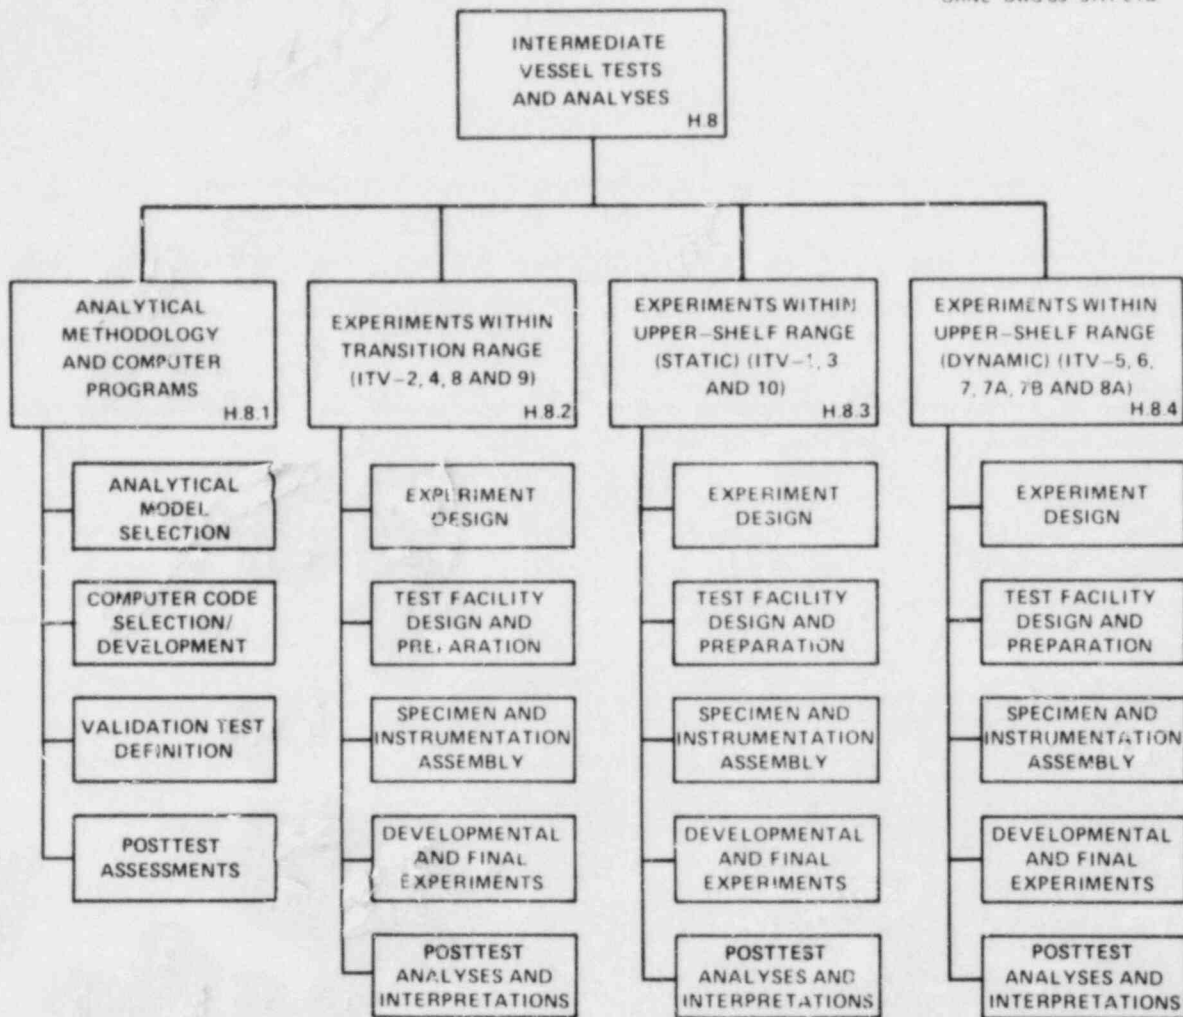 INTERMEDIATE
VESSEL TESTS
AND ANALYSES
H.8
ANALYTICAL
METHODOLOGY
AND COMPUTER
PROGRAMS
H.8.1
ANALYTICAL
MODEL
SELECTION
COMPUTER CODE
SELECTION/
DEVELOPMENT
VALIDATION TEST
DEFINITION
POSTTEST
ASSESSMENTS
EXPERIMENTS WITHIN
TRANSITION RANGE
(ITV-2, 4, 8 AND 9)
H.8.2
EXPERIMENT
DESIGN
TEST FACILITY
DESIGN AND
PREPARATION
SPECIMEN AND
INSTRUMENTATION
ASSEMBLY
DEVELOPMENTAL
AND FINAL
EXPERIMENTS
POSTTEST
ANALYSES AND
INTERPRETATIONS
EXPERIMENTS WITHIN
UPPER-SHELF RANGE
(STATIC) (ITV-1, 3
AND 10)
H.8.3
EXPERIMENT
DESIGN
TEST FACILITY
DESIGN AND
PREPARATION
SPECIMEN AND
INSTRUMENTATION
ASSEMBLY
DEVELOPMENTAL
AND FINAL
EXPERIMENTS
POSTTEST
ANALYSES AND
INTERPRETATIONS
EXPERIMENTS WITHIN
UPPER-SHELF RANGE
(DYNAMIC) (ITV-5, 6,
7, 7A, 7B AND 8A)
H.8.4
EXPERIMENT
DESIGN
TEST FACILITY
DESIGN AND
PREPARATION
SPECIMEN AND
INSTRUMENTATION
ASSEMBLY
DEVELOPMENTAL
AND FINAL
EXPERIMENTS
POSTTEST
ANALYSES AND
INTERPRETATIONS